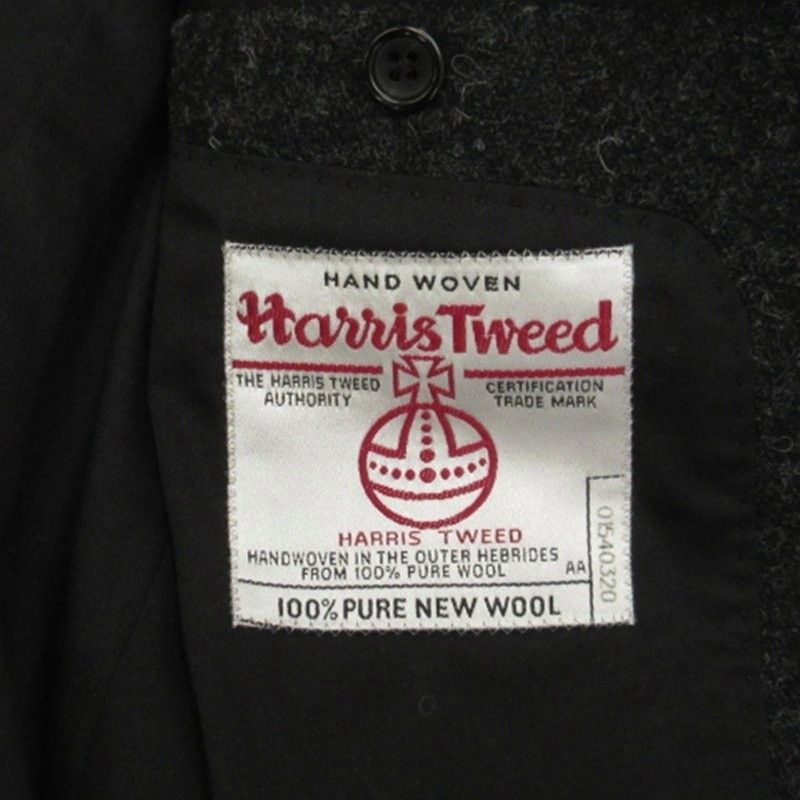 HAND WOVEN
Harris Tweed
THE HARRIS TWEED
AUTHORITY
CERTIFICATION
TRADE MARK
HARRIS TWEED
HANDWOVEN IN THE OUTER HEBRIDES
FROM 100% PURE WOOL
AA
01540320
100% PURE NEW WOOL